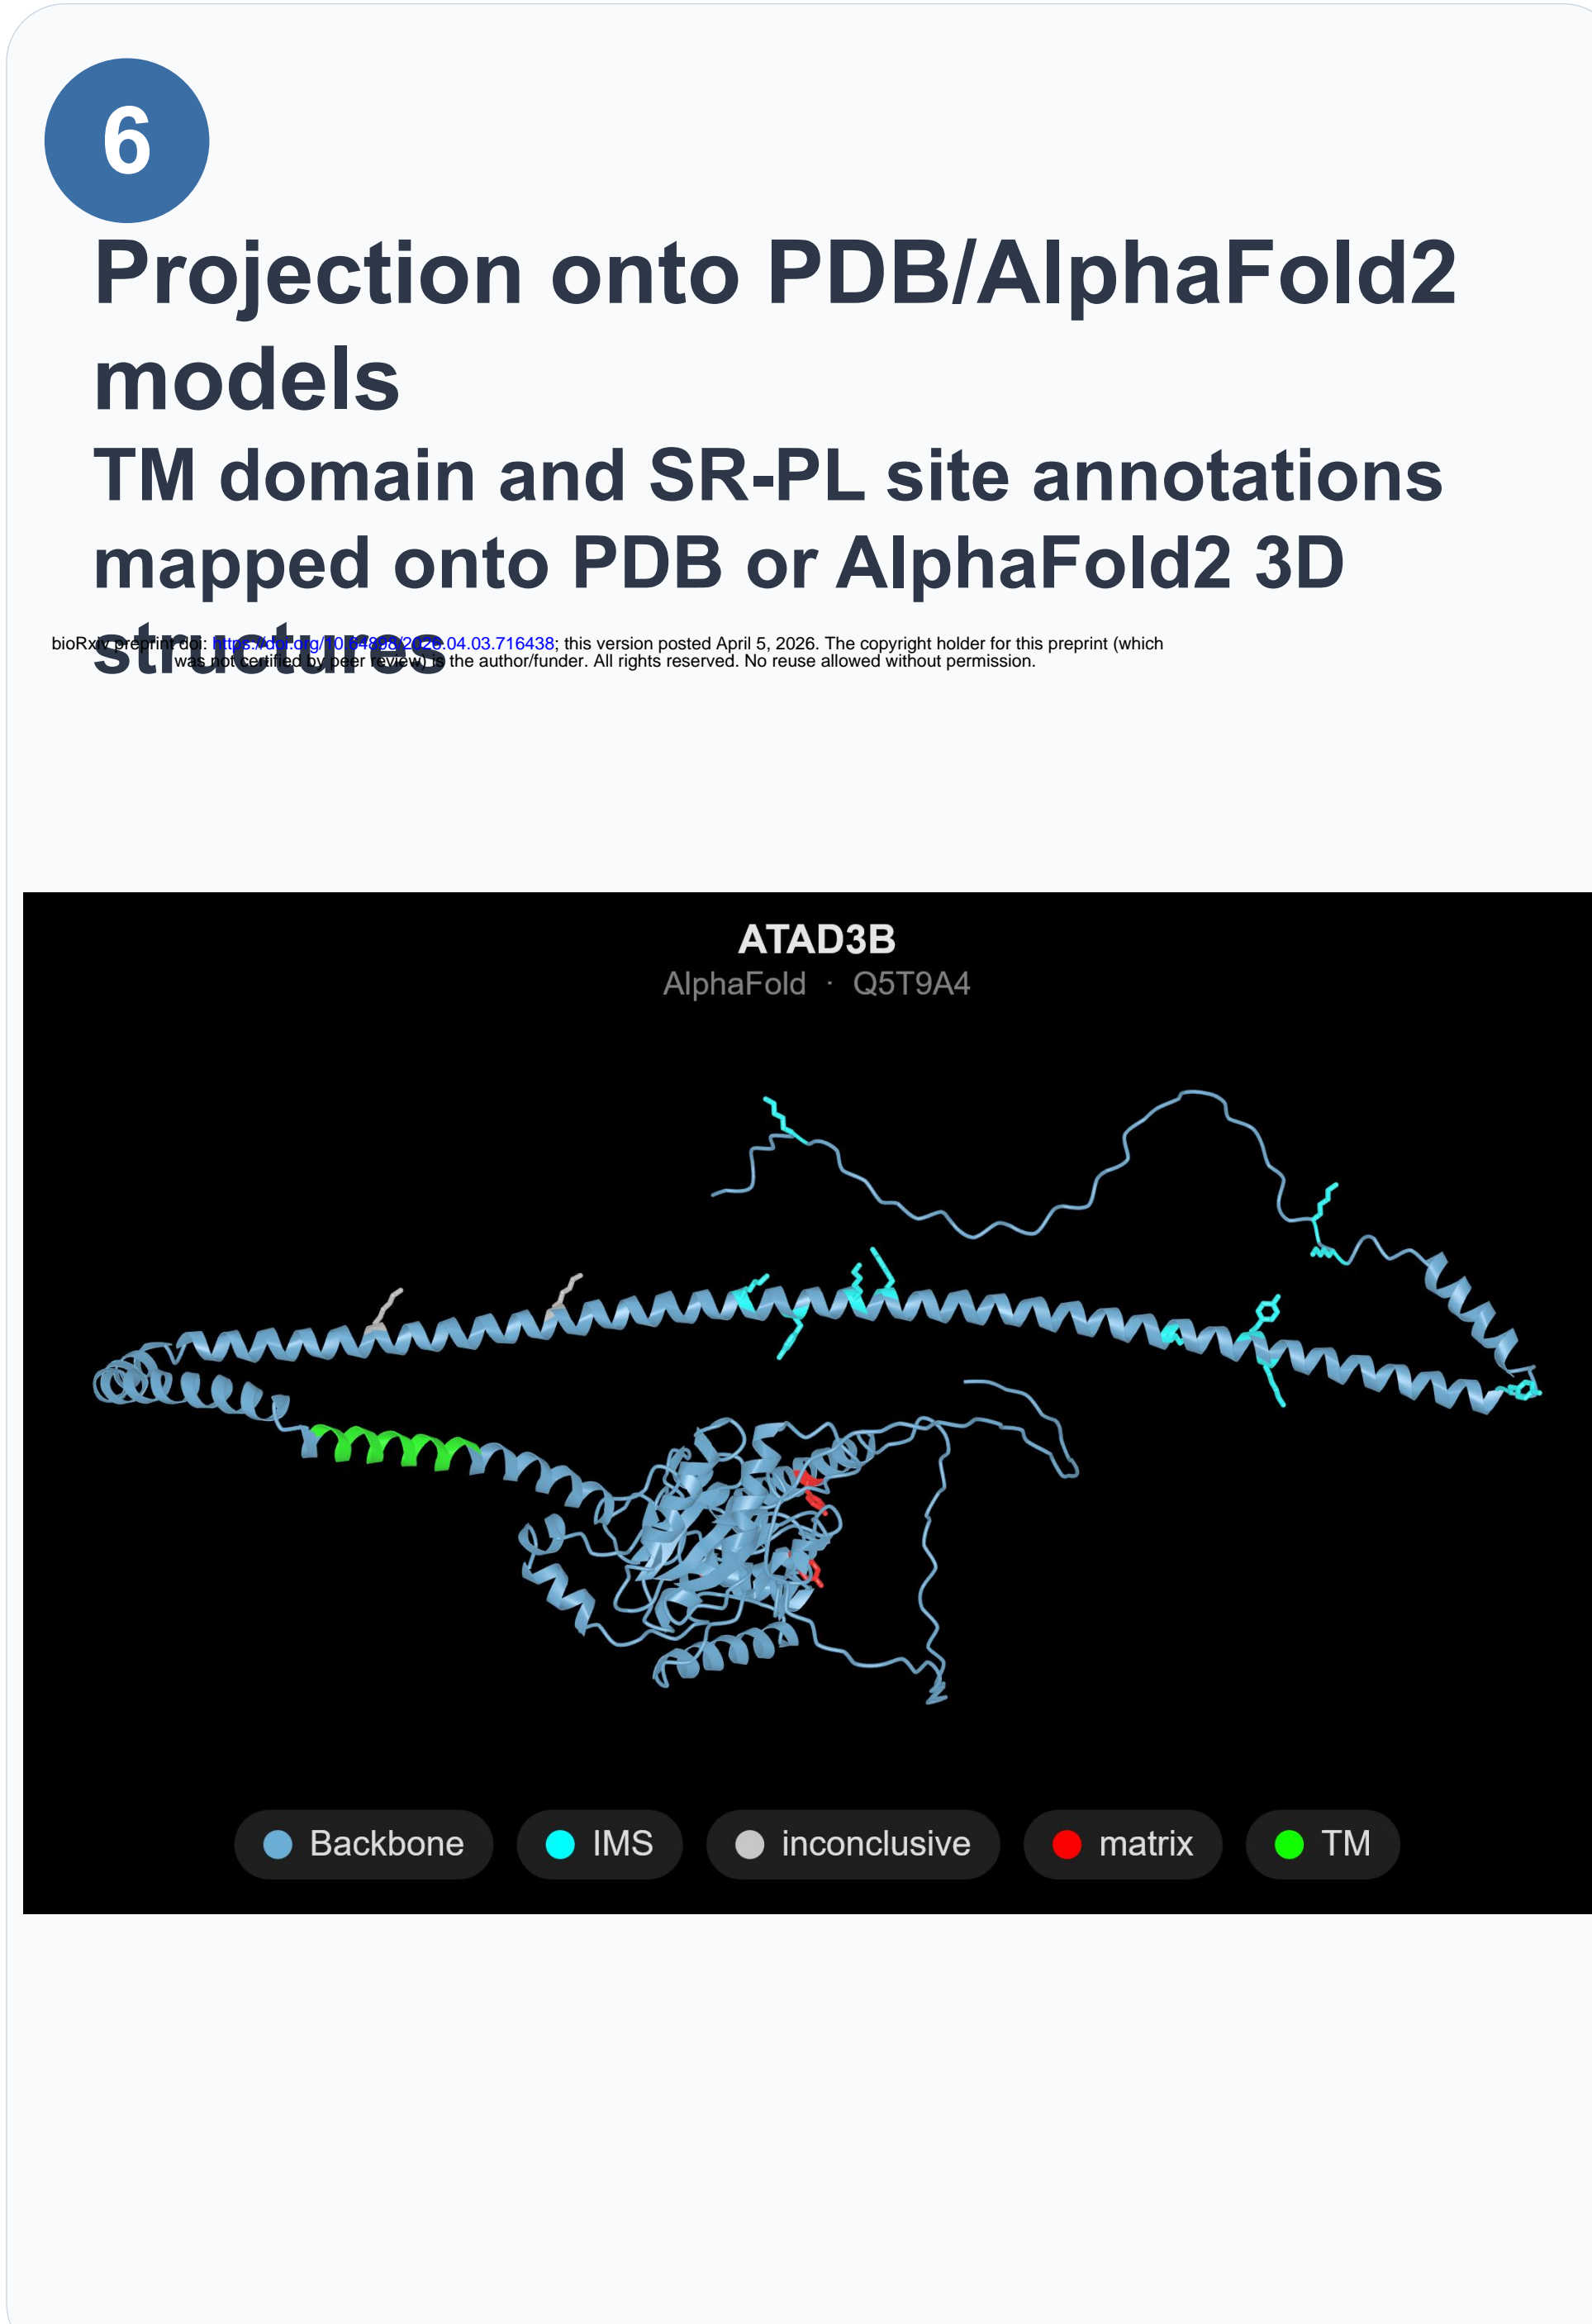 6
Projection onto PDB/AlphaFold2
models
TM domain and SR-PL site annotations
mapped onto PDB or AlphaFold2 3D
structures
bioRxiv preprint doi: https://doi.org/10.64898/2026.04.03.716438; this version posted April 5, 2026. The copyright holder for this preprint (which
was not certified by peer review) is the author/funder. All rights reserved. No reuse allowed without permission.
ATAD3B
AlphaFold · Q5T9A4
Backbone IMS inconclusive matrix TM